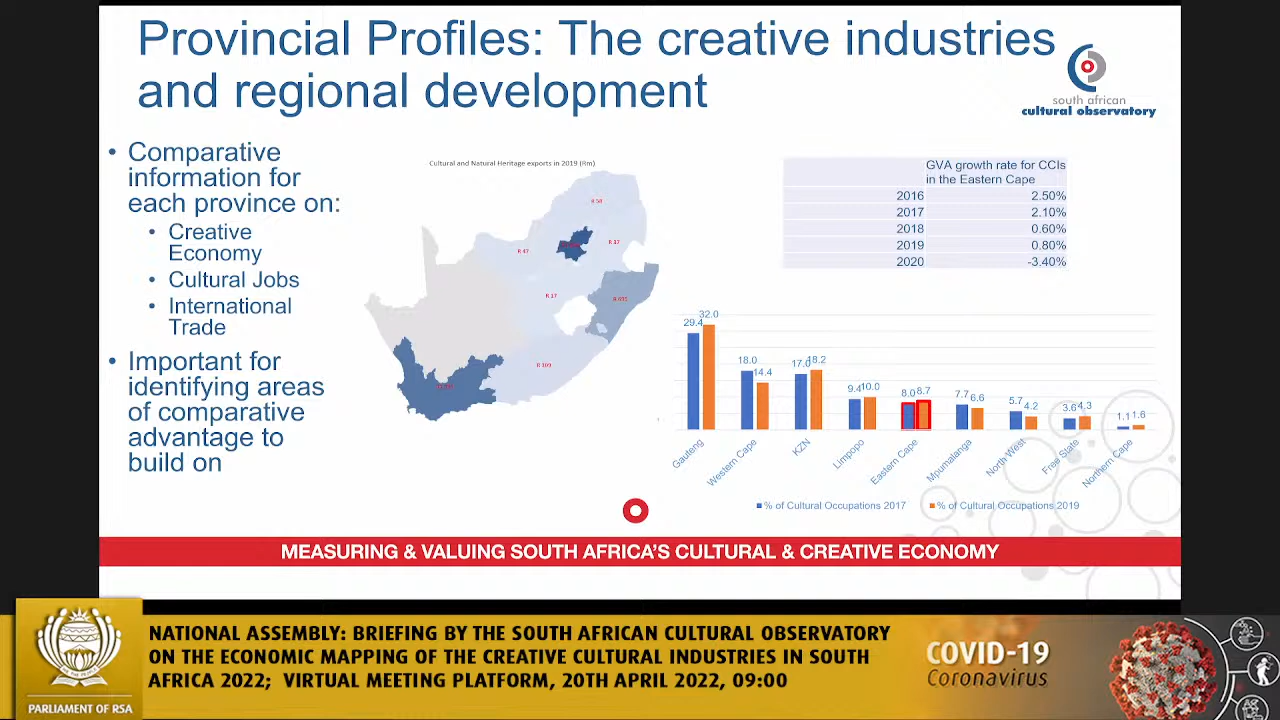 Provincial Profiles: The creative industries
and regional development
south african
cultural observatory
• Comparative
information for
each province on:
• Creative
Economy
• Cultural Jobs
• International
Trade
• Important for
identifying areas
of comparative
advantage to
build on
Cultural and Natural Heritage exports in 2019 (Rm)
R 58
R 37
R 47
R 17
R 109
GVA growth rate for CCIs
in the Eastern Cape
2016 2.50%
2017 2.10%
2018 0.60%
2019 0.80%
2020 -3.40%
29.4 32.0
18.0 14.4
17.0 18.2
9.4 10.0
8.0 8.7
7.7 6.6
5.7 4.2
3.6 4.3
1.1 1.6
Gauteng
Western Cape
KZN
Limpopo
Eastern Cape
Mpumalanga
North West
Free State
Northern Cape
% of Cultural Occupations 2017 % of Cultural Occupations 2019
MEASURING & VALUING SOUTH AFRICA'S CULTURAL & CREATIVE ECONOMY
NATIONAL ASSEMBLY: BRIEFING BY THE SOUTH AFRICAN CULTURAL OBSERVATORY
ON THE ECONOMIC MAPPING OF THE CREATIVE CULTURAL INDUSTRIES IN SOUTH
AFRICA 2022; VIRTUAL MEETING PLATFORM, 20TH APRIL 2022, 09:00
PARLIAMENT OF RSA
COVID-19
Coronavirus